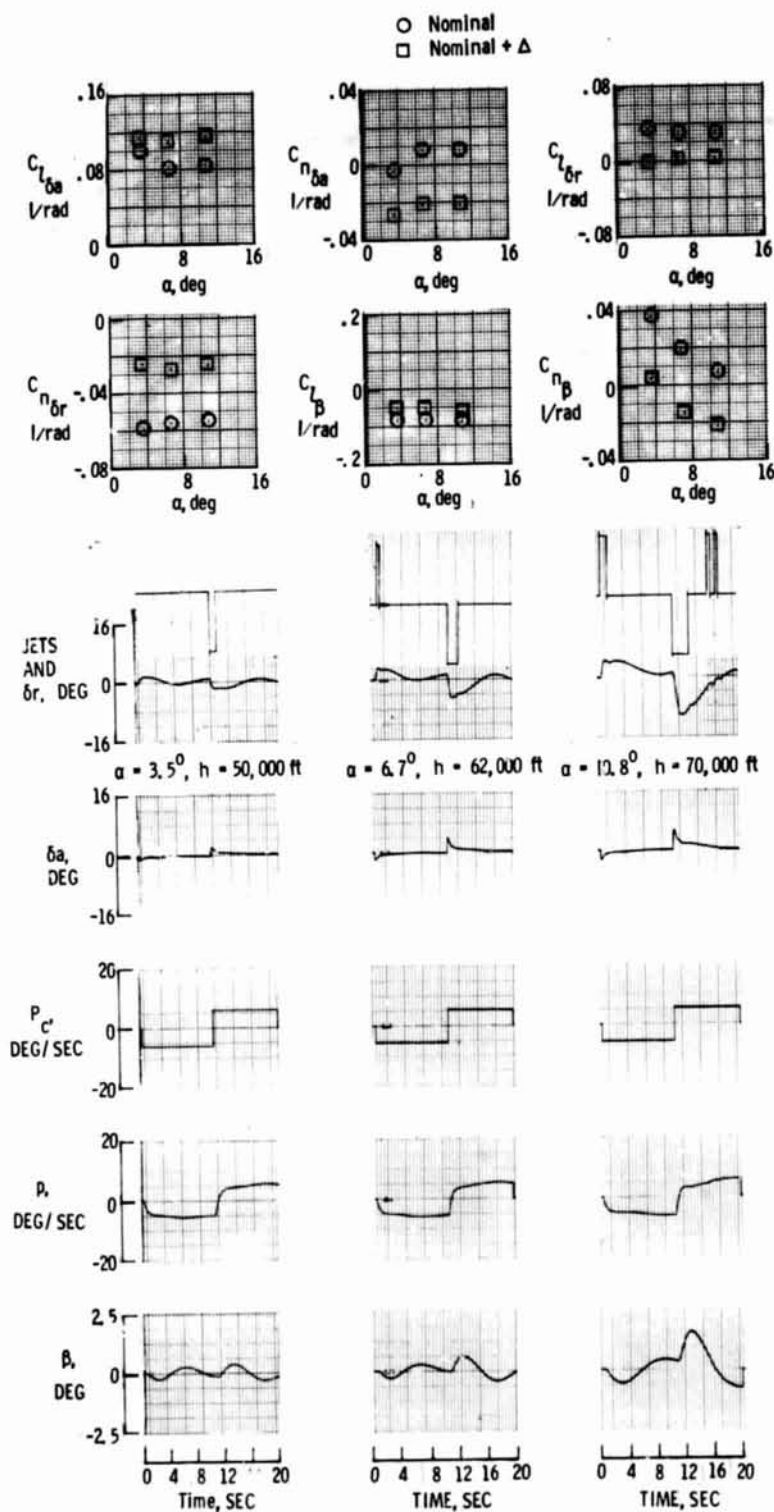 Nominal
Nominal + Δ
.16
.08
0
C_lδa
1/rad
0 8 16
α, deg
.04
0
-.04
C_nδa
1/rad
0 8 16
α, deg
.08
0
-.08
C_lδr
1/rad
0 8 16
α, deg
0
-.04
-.08
C_nδr
1/rad
0 8 16
α, deg
.2
0
-.2
C_lβ
1/rad
0 8 16
α, deg
.04
0
-.04
C_nβ
1/rad
0 8 16
α, deg
JETS
AND
δr, DEG
16
0
-16
α = 3.5°, h = 50,000 ft
α = 6.7°, h = 62,000 ft
α = 10.8°, h = 70,000 ft
δa,
DEG
16
0
-16
P_c,
DEG/SEC
20
0
-20
p,
DEG/SEC
20
0
-20
β,
DEG
2.5
0
-2.5
0 4 8 12 16 20
TIME, SEC
0 4 8 12 16 20
TIME, SEC
0 4 8 12 16 20
TIME, SEC